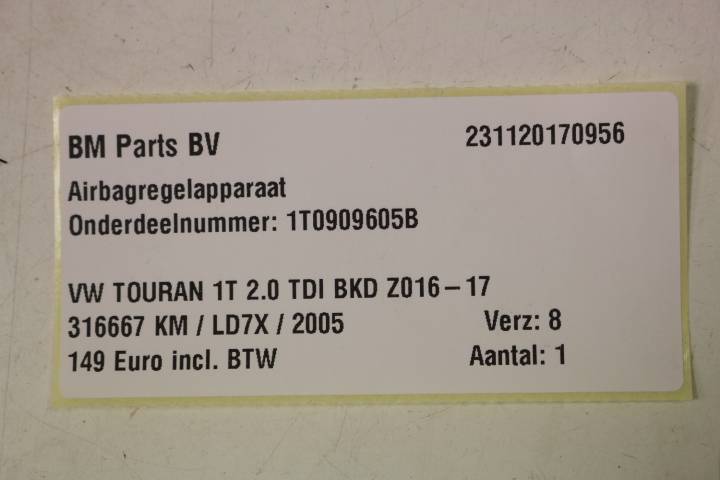 BM Parts BV 231120170956
Airbagregelapparaat
Onderdeelnummer: 1T0909605B
VW TOURAN 1T 2.0 TDI BKD Z016-17
316667 KM / LD7X / 2005 Verz: 8
149 Euro incl. BTW Aantal: 1